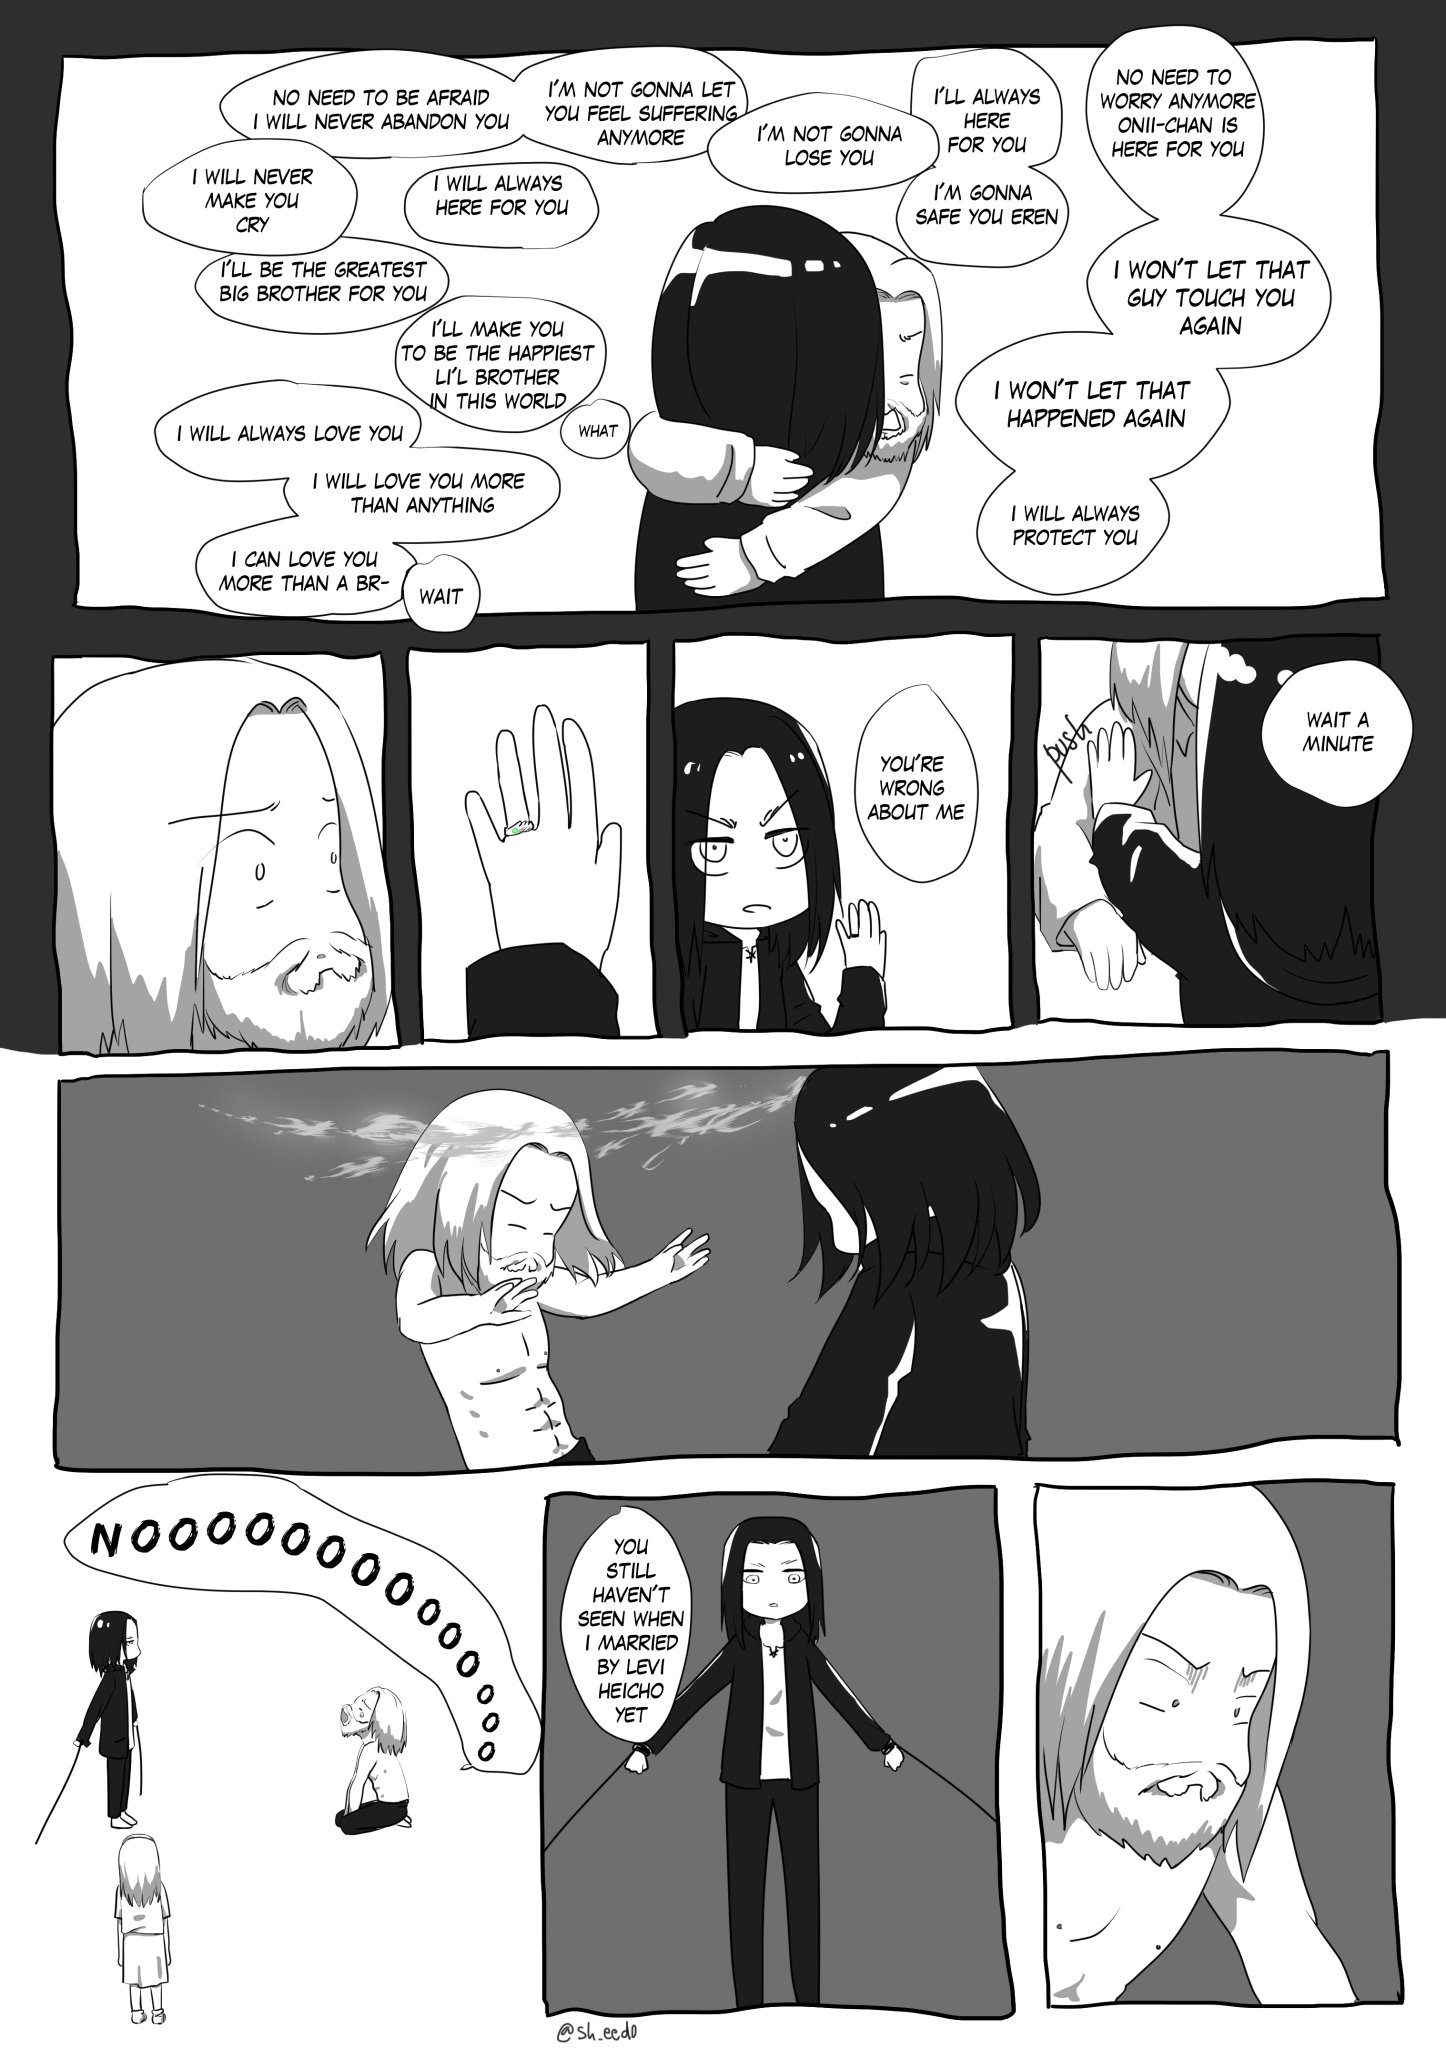 NO NEED TO
WORRY ANYMORE
ONII-CHAN IS
HERE FOR YOU
I WON'T LET THAT
GUY TOUCH YOU
AGAIN
I WON'T LET THAT
HAPPENED AGAIN
I WILL ALWAYS
PROTECT YOU
I'LL ALWAYS
HERE
FOR YOU
I'M GONNA
SAFE YOU EREN
I'M NOT GONNA
LOSE YOU
I'M NOT GONNA LET
YOU FEEL SUFFERING
ANYMORE
NO NEED TO BE AFRAID
I WILL NEVER ABANDON YOU
I WILL ALWAYS
HERE FOR YOU
I WILL NEVER
MAKE YOU
CRY
I'LL BE THE GREATEST
BIG BROTHER FOR YOU
I'LL MAKE YOU
TO BE THE HAPPIEST
LI'L BROTHER
IN THIS WORLD
WHAT
I WILL ALWAYS LOVE YOU
I WILL LOVE YOU MORE
THAN ANYTHING
I CAN LOVE YOU
MORE THAN A BR-
WAIT
WAIT A
MINUTE
push
YOU'RE
WRONG
ABOUT ME
YOU
STILL
HAVEN'T
SEEN WHEN
I MARRIED
BY LEVI
HEICHO
YET
NOOOOOOOOOOOOOOO
@sh_eedo